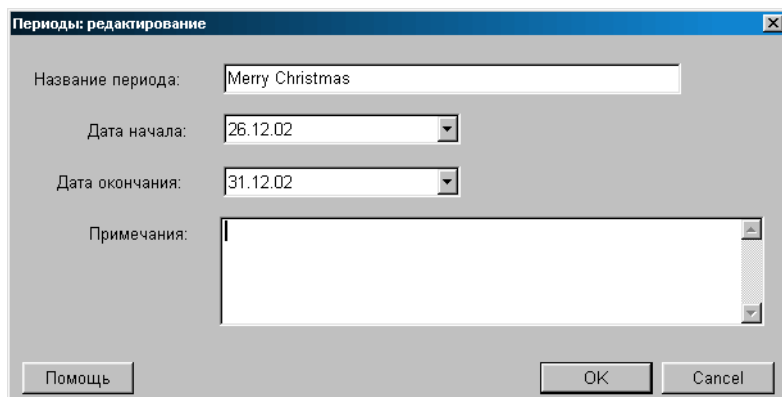 Периоды: редактирование
Название периода: Merry Christmas
Дата начала: 26.12.02
Дата окончания: 31.12.02
Примечания:
Помощь OK Cancel